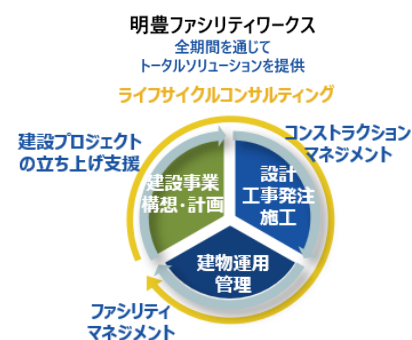 明豊ファシリティワークス
全期間を通じて
トータルソリューションを提供
ライフサイクルコンサルティング
建設プロジェクト
の立ち上げ支援
コンストラクション
マネジメント
建設事業
構想・計画
設計
工事発注
施工
建物運用
管理
ファシリティ
マネジメント